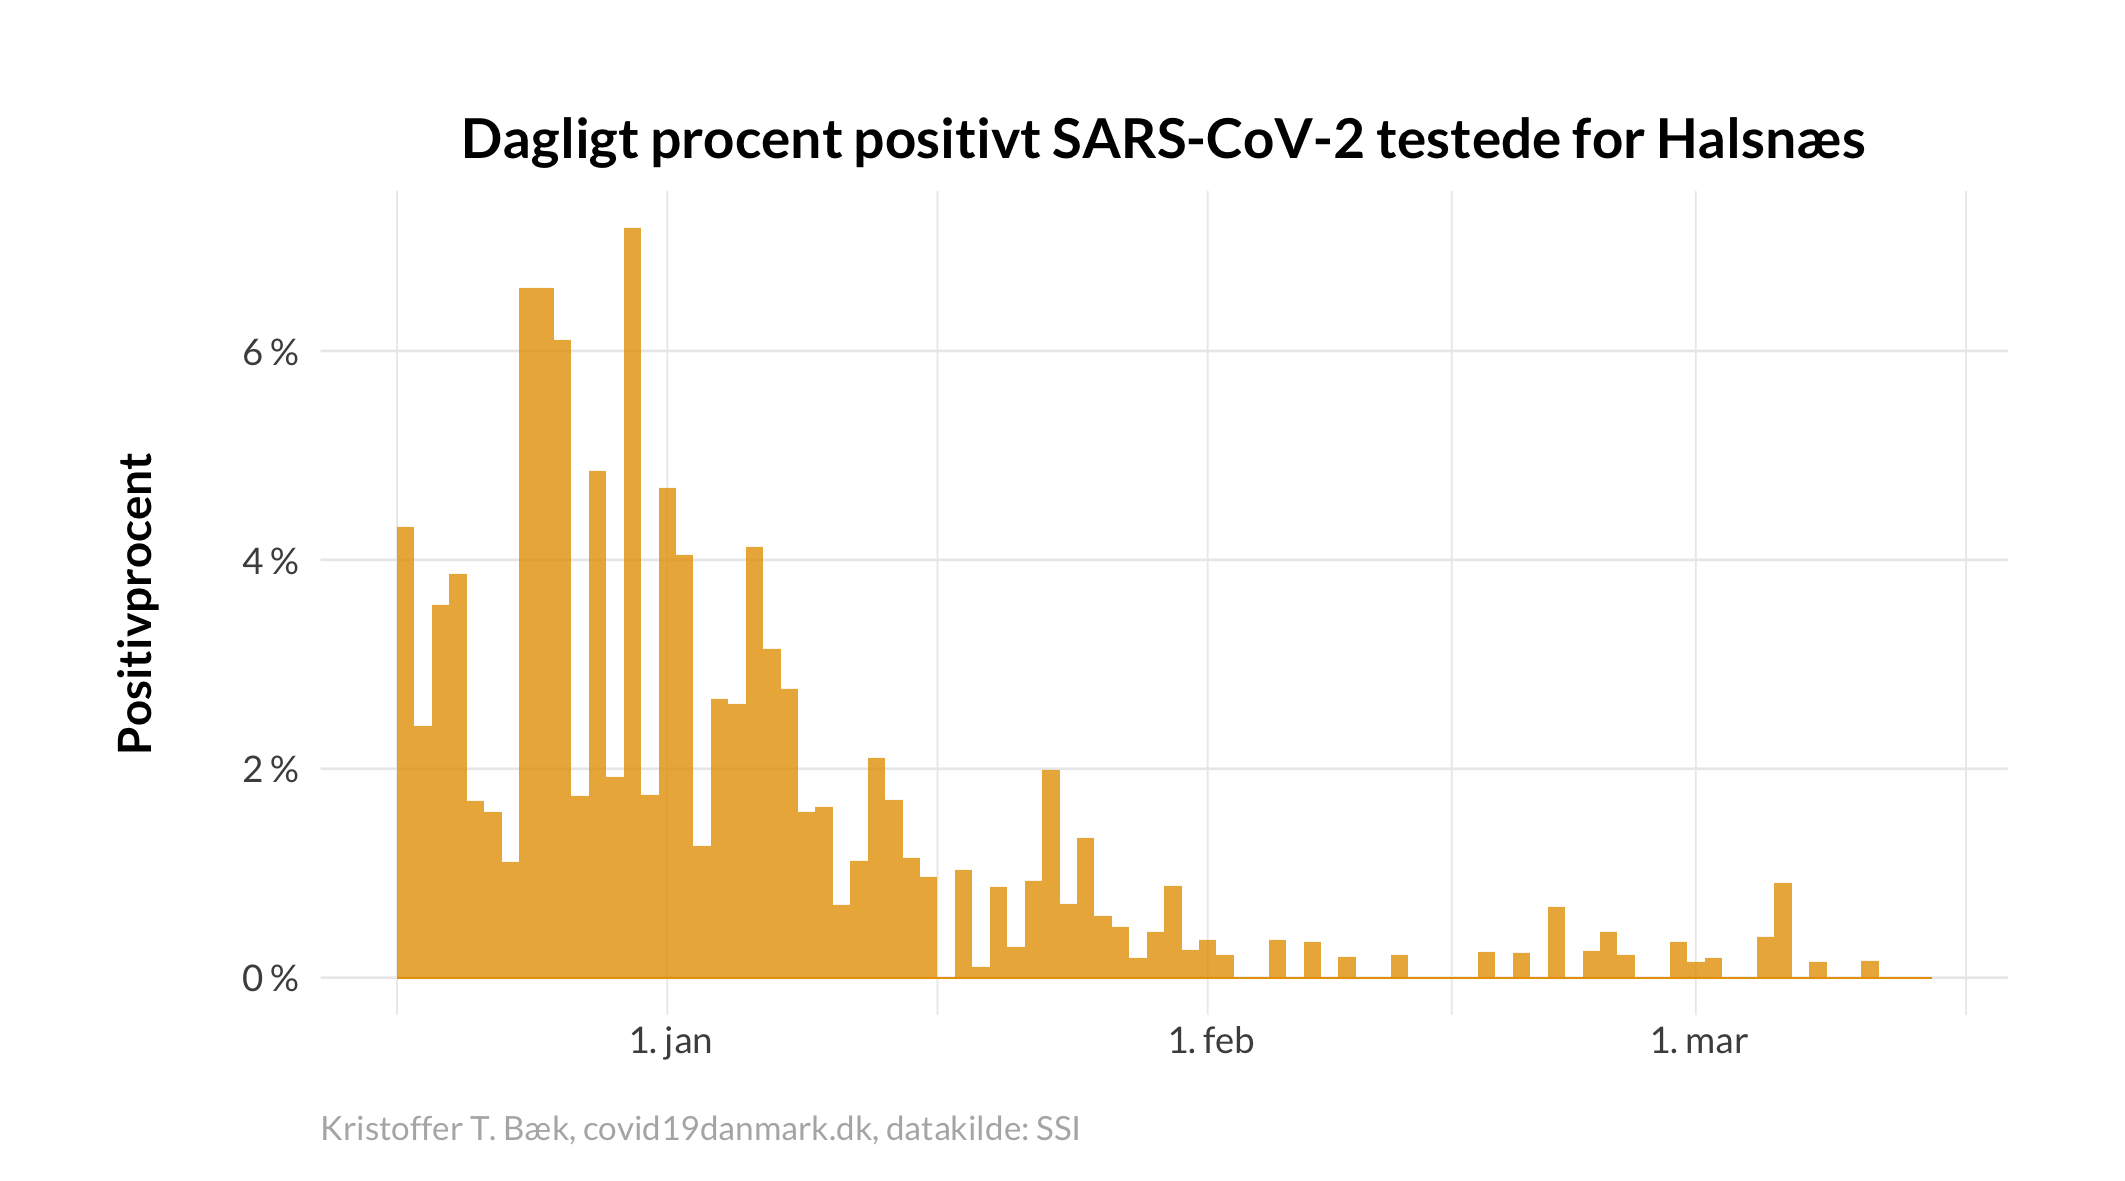 Dagligt procent positivt SARS-CoV-2 testede for Halsnæs
Positivprocent
6 %
4 %
2 %
0 %
1. jan
1. feb
1. mar
Kristoffer T. Bæk, covid19danmark.dk, datakilde: SSI